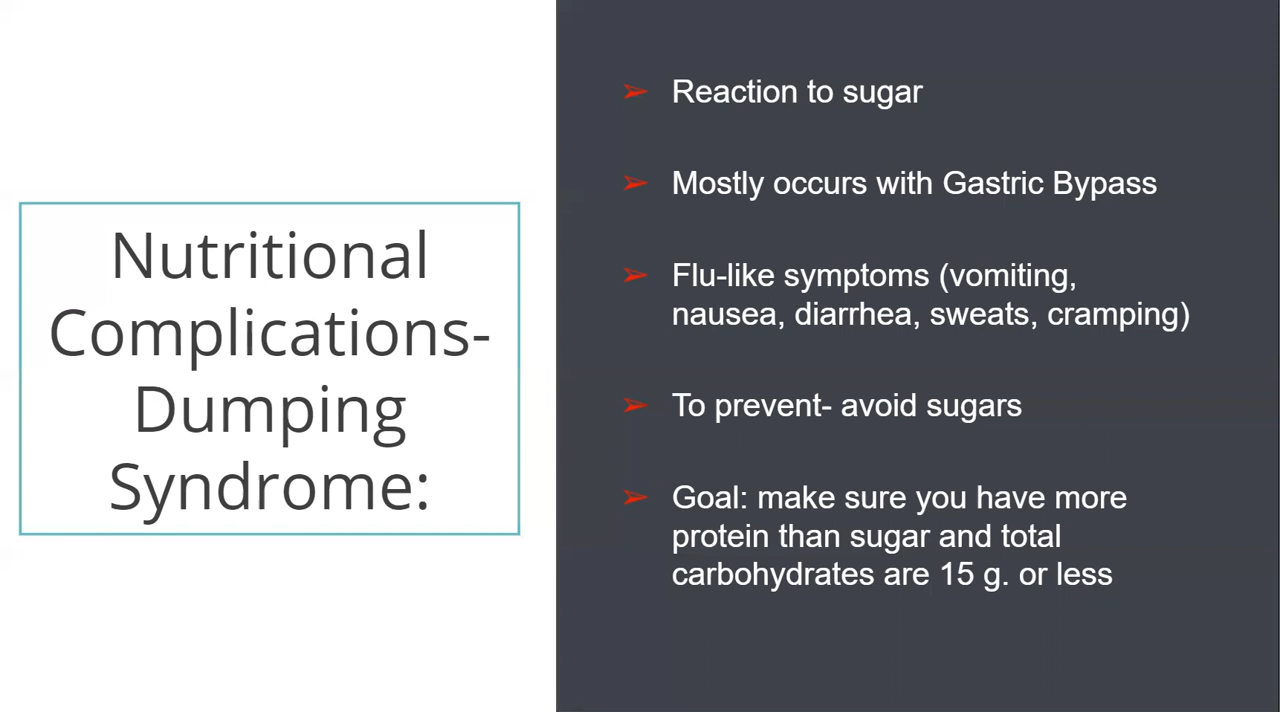 Nutritional
Complications-
Dumping
Syndrome:
➢ Reaction to sugar
➢ Mostly occurs with Gastric Bypass
➢ Flu-like symptoms (vomiting,
nausea, diarrhea, sweats, cramping)
➢ To prevent- avoid sugars
➢ Goal: make sure you have more
protein than sugar and total
carbohydrates are 15 g. or less